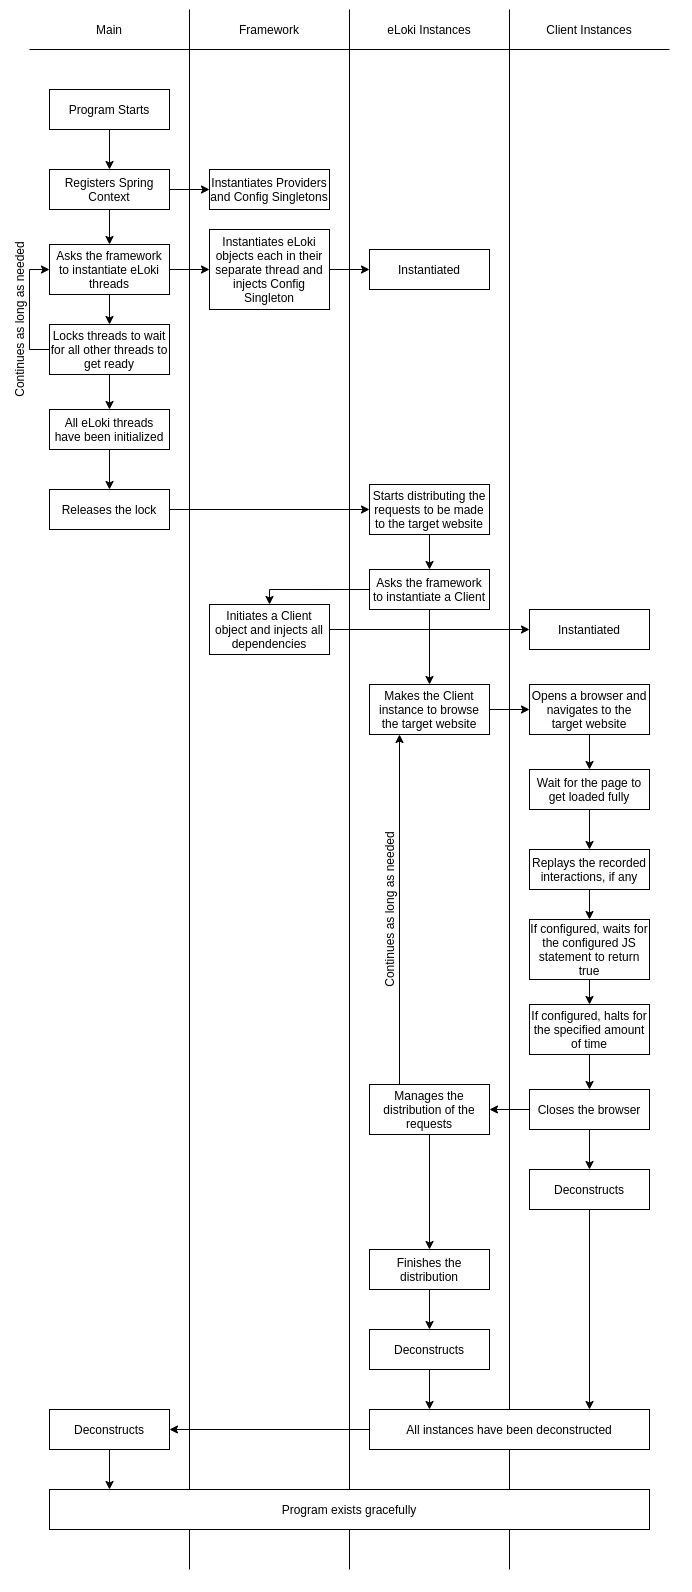 Main
Framework
eLoki Instances
Client Instances
Program Starts
Registers Spring
Context
Instantiates Providers
and Config Singletons
Continues as long as needed
Asks the framework
to instantiate eLoki
threads
Instantiates eLoki
objects each in their
separate thread and
injects Config
Singleton
Instantiated
Locks threads to wait
for all other threads to
get ready
All eLoki threads
have been initialized
Releases the lock
Starts distributing the
requests to be made
to the target website
Asks the framework
to instantiate a Client
Initiates a Client
object and injects all
dependencies
Instantiated
Makes the Client
instance to browse
the target website
Opens a browser and
navigates to the
target website
Wait for the page to
get loaded fully
Continues as long as needed
Replays the recorded
interactions, if any
If configured, waits for
the configured JS
statement to return
true
If configured, halts for
the specified amount
of time
Manages the
distribution of the
requests
Closes the browser
Deconstructs
Finishes the
distribution
Deconstructs
Deconstructs
All instances have been deconstructed
Program exists gracefully